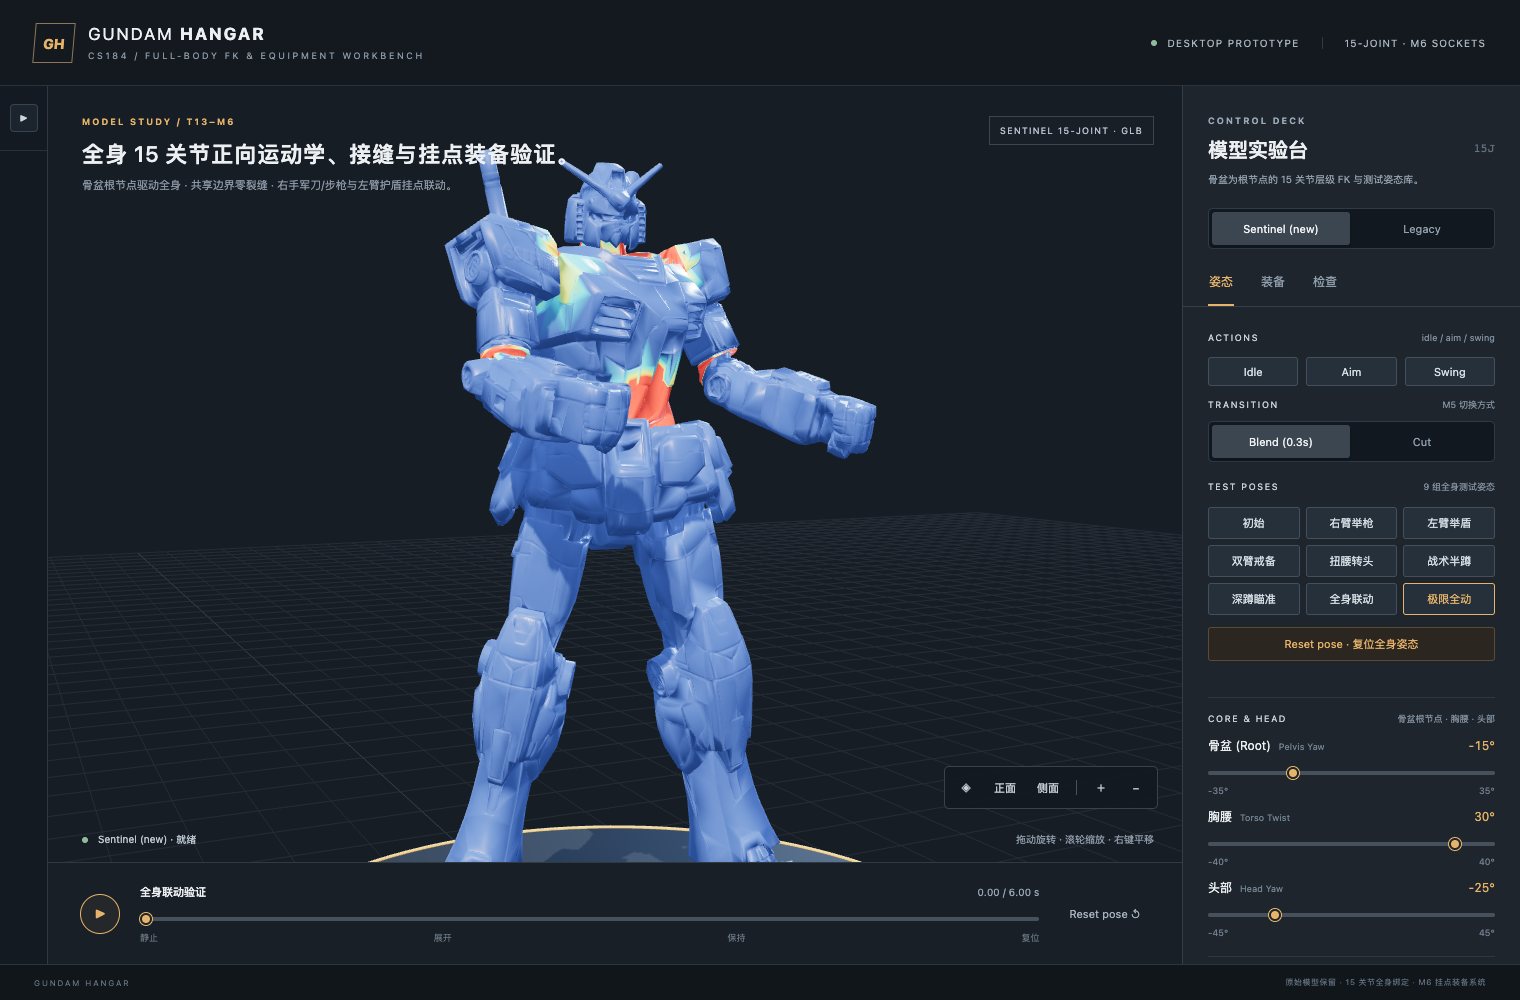 GH
GUNDAM HANGAR
CS184 / FULL-BODY FK & EQUIPMENT WORKBENCH
DESKTOP PROTOTYPE
15-JOINT · M6 SOCKETS
MODEL STUDY / T13–M6
全身 15 关节正向运动学、接缝与挂点装备验证。
骨盆根节点驱动全身 · 共享边界零裂缝 · 右手军刀/步枪与左臂护盾挂点联动。
SENTINEL 15-JOINT · GLB
正面
侧面
+
−
Sentinel (new) · 就绪
拖动旋转 · 滚轮缩放 · 右键平移
全身联动验证
0.00 / 6.00 s
静止
展开
保持
复位
Reset pose
CONTROL DECK
模型实验台
15J
骨盆为根节点的 15 关节层级 FK 与测试姿态库。
Sentinel (new)
Legacy
姿态
装备
检查
ACTIONS
idle / aim / swing
Idle
Aim
Swing
TRANSITION
M5 切换方式
Blend (0.3s)
Cut
TEST POSES
9 组全身测试姿态
初始
右臂举枪
左臂举盾
双臂戒备
扭腰转头
战术半蹲
深蹲瞄准
全身联动
极限全动
Reset pose · 复位全身姿态
CORE & HEAD
骨盆根节点 · 胸腰 · 头部
骨盆 (Root) Pelvis Yaw -15°
-35° 35°
胸腰 Torso Twist 30°
-40° 40°
头部 Head Yaw -25°
-45° 45°
GUNDAM HANGAR
原始模型保留 · 15 关节全身绑定 · M6 挂点装备系统